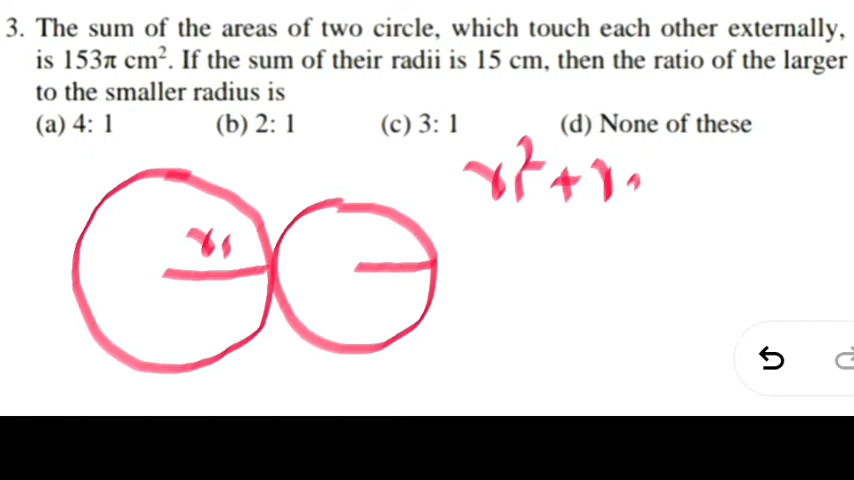 3. The sum of the areas of two circle, which touch each other externally,
is 153π cm². If the sum of their radii is 15 cm, then the ratio of the larger
to the smaller radius is
(a) 4: 1 (b) 2: 1 (c) 3: 1 (d) None of these
r₁² + r
r₁